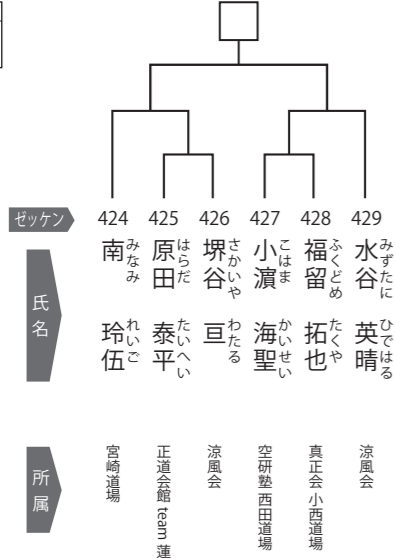 ゼッケン
424 425 426 427 428 429
氏名
南 玲伍
みなみ れいご
原田 泰平
はらだ たいへい
堺谷 亘
さかいや わたる
小濵 海聖
こはま かいせい
福留 拓也
ふくどめ たくや
水谷 英晴
みずたに ひではる
所属
宮崎道場
正道会館 team 蓮
涼風会
空研塾 西田道場
真正会 小西道場
涼風会